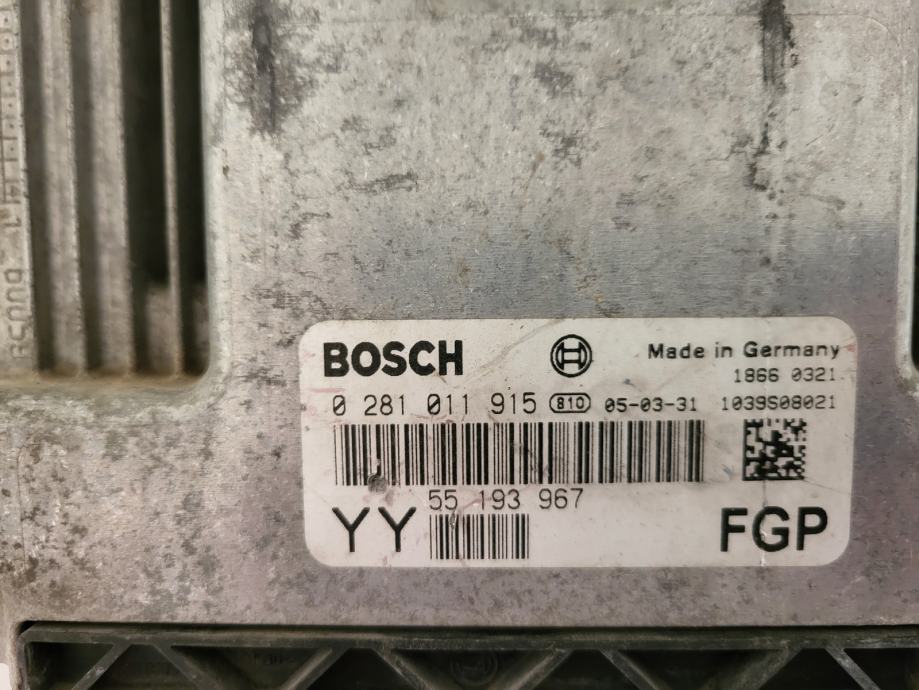 BOSCH
Made in Germany
1866 0321
0 281 011 915 810 05-03-31 1039S08021
55 193 967
YY
FGP